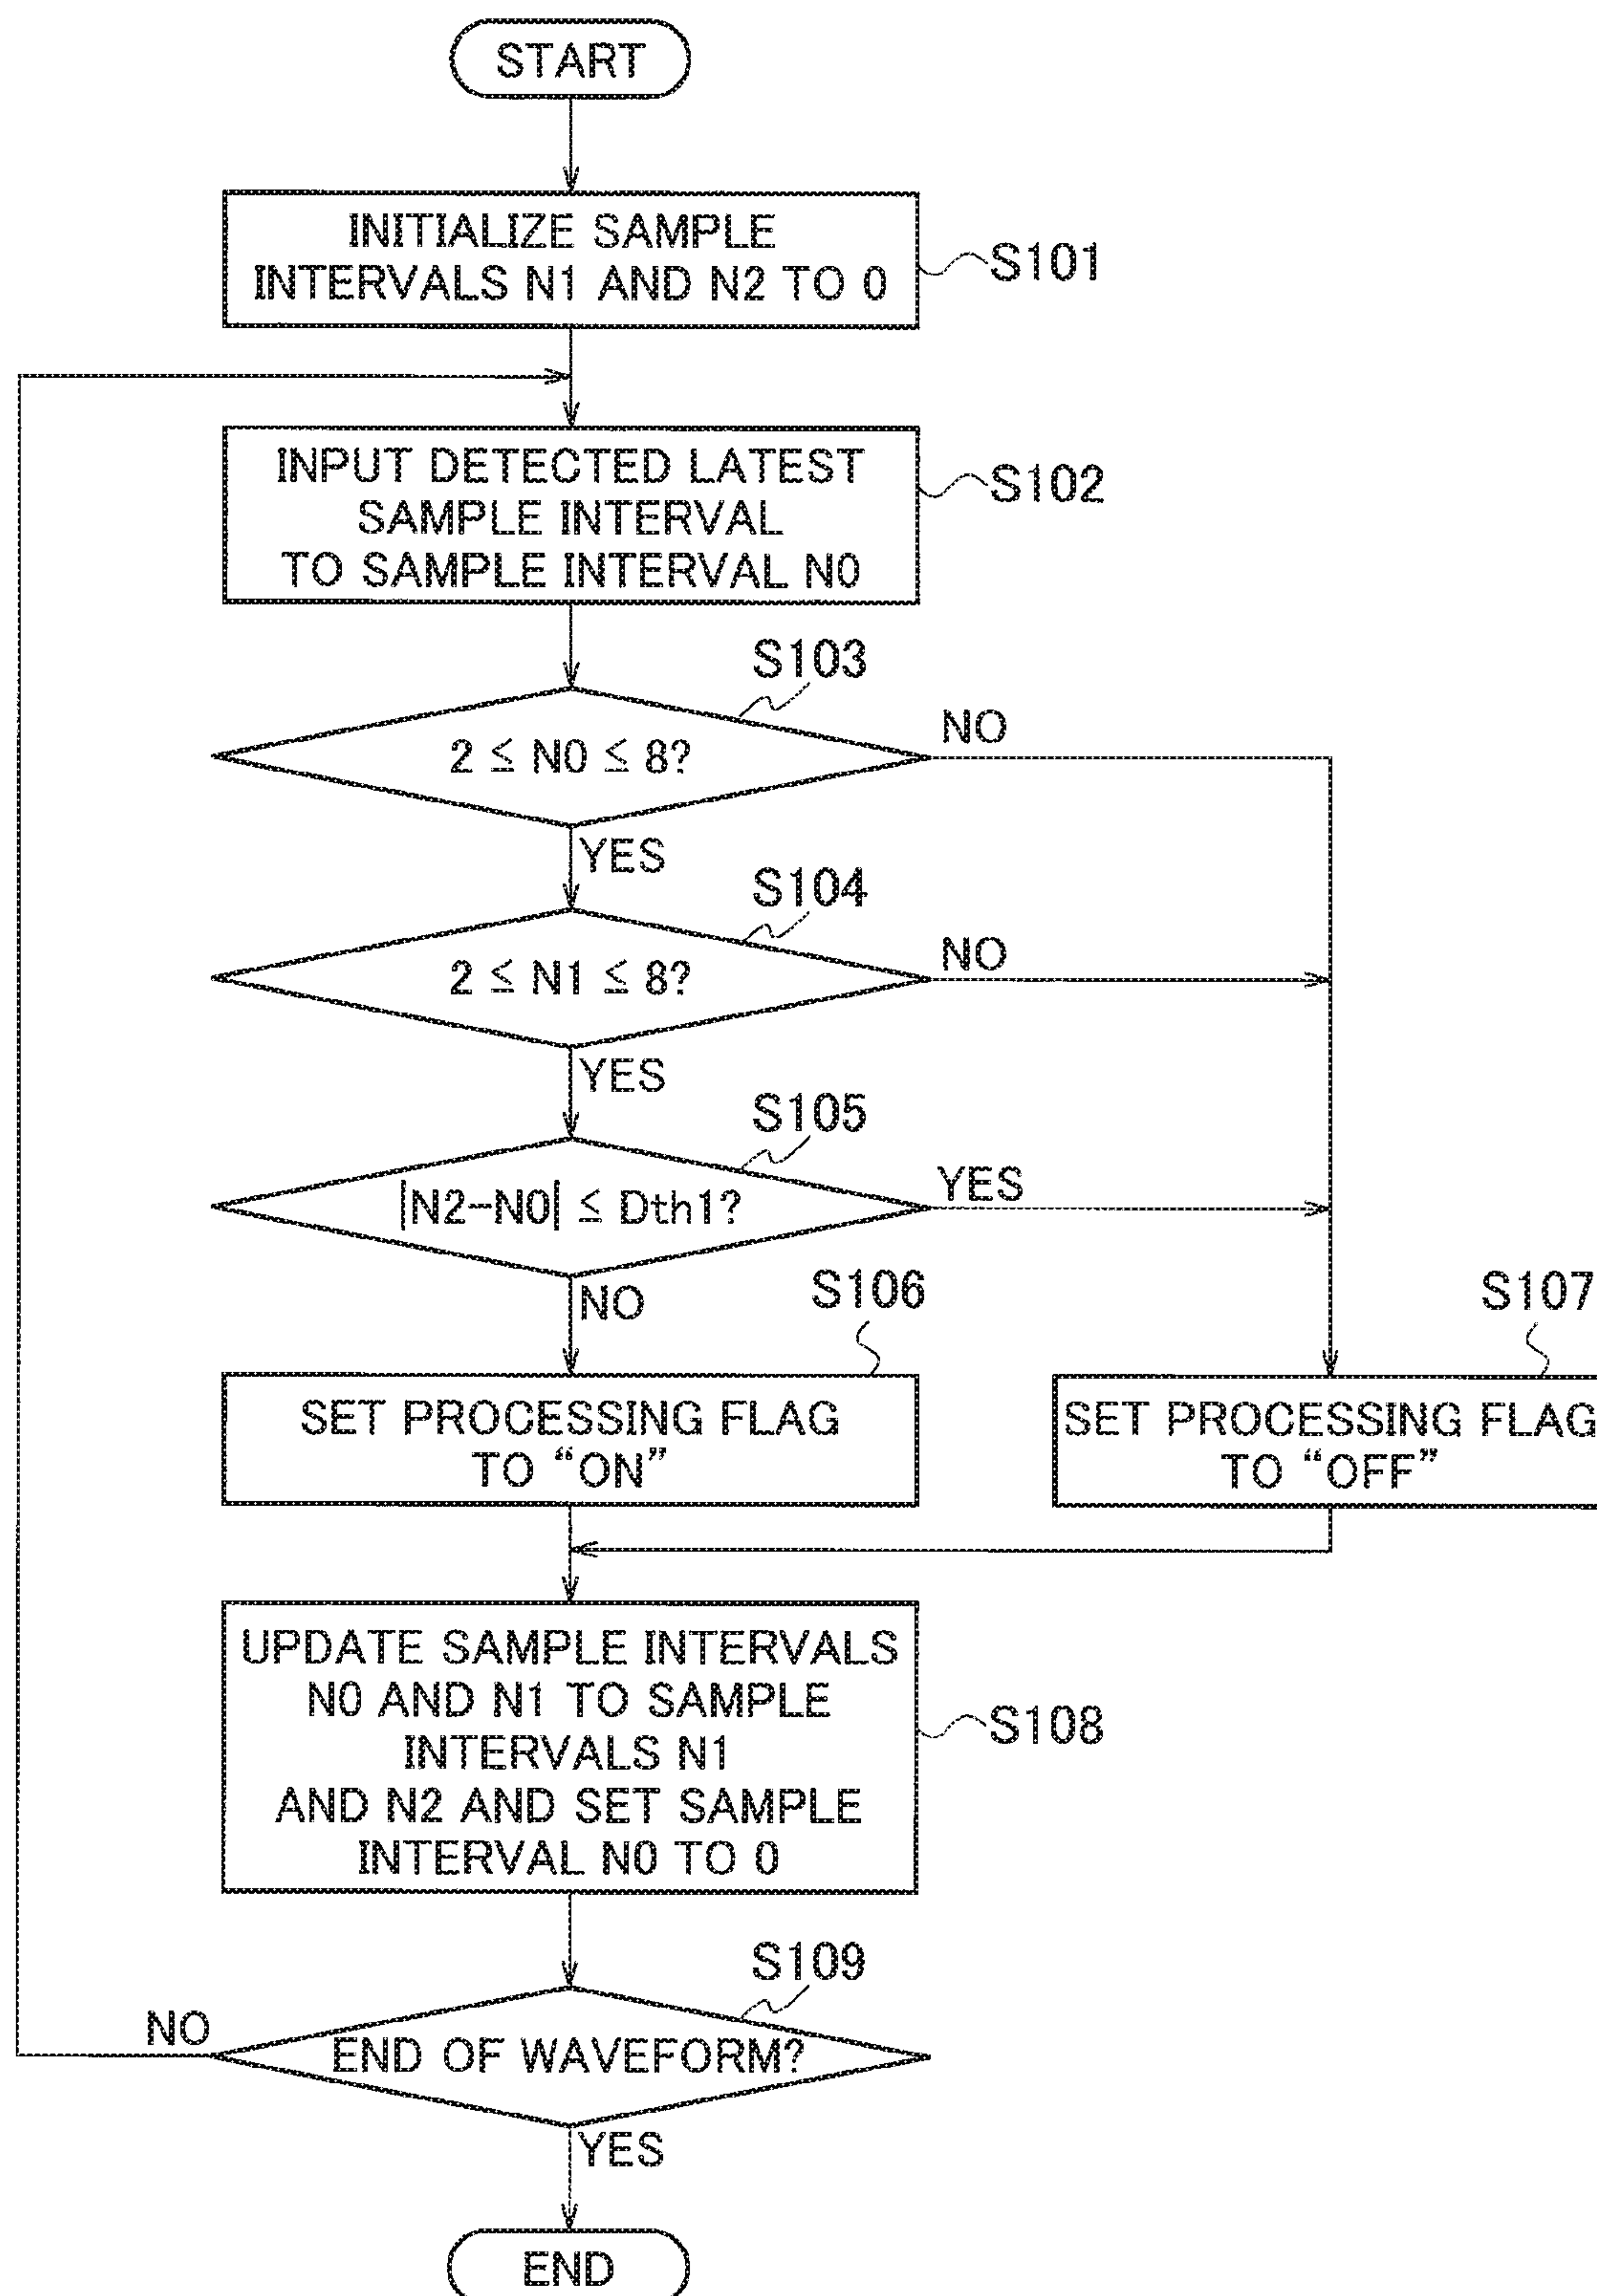 START
INITIALIZE SAMPLE
INTERVALS N1 AND N2 TO 0
S101
INPUT DETECTED LATEST
SAMPLE INTERVAL
TO SAMPLE INTERVAL N0
S102
S103
2 ≦ N0 ≦ 8?
NO
YES
S104
2 ≦ N1 ≦ 8?
NO
YES
S105
|N2-N0| ≦ Dth1?
YES
NO
S106
SET PROCESSING FLAG
TO “ON”
S107
SET PROCESSING FLAG
TO “OFF”
UPDATE SAMPLE INTERVALS
N0 AND N1 TO SAMPLE
INTERVALS N1
AND N2 AND SET SAMPLE
INTERVAL N0 TO 0
S108
S109
END OF WAVEFORM?
NO
YES
END